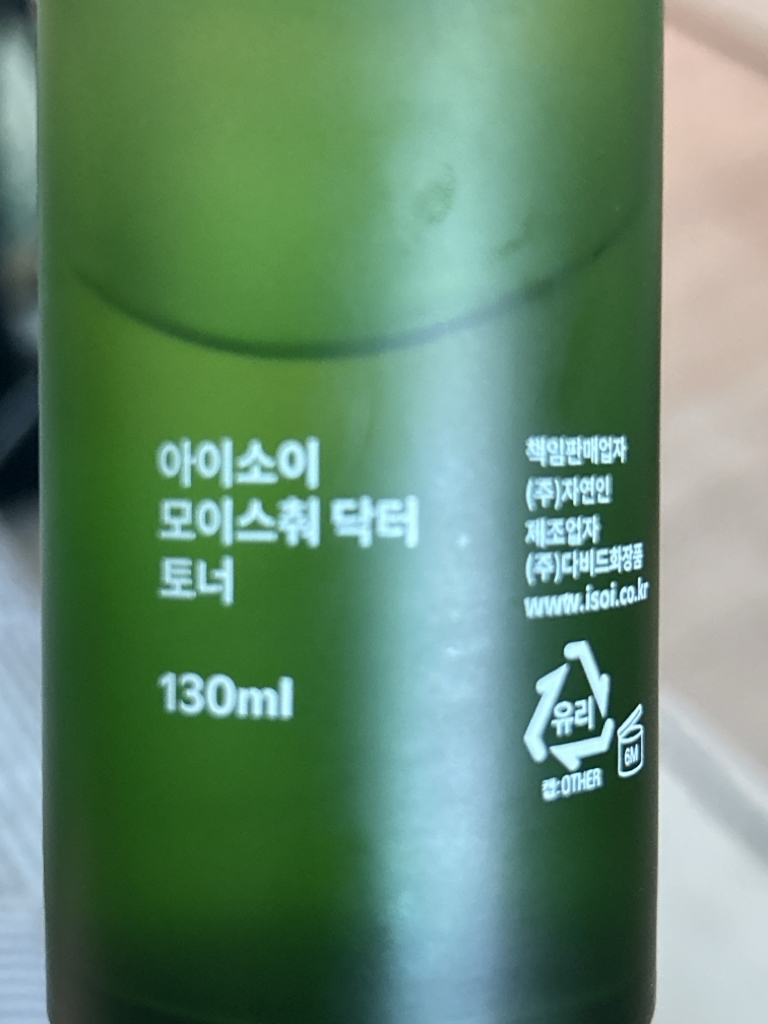 아이소이
모이스춰 닥터
토너
130ml
책임판매업자
(주)자연인
제조업자
(주)다비드화장품
www.isoi.co.kr
유리
캡:OTHER
6M